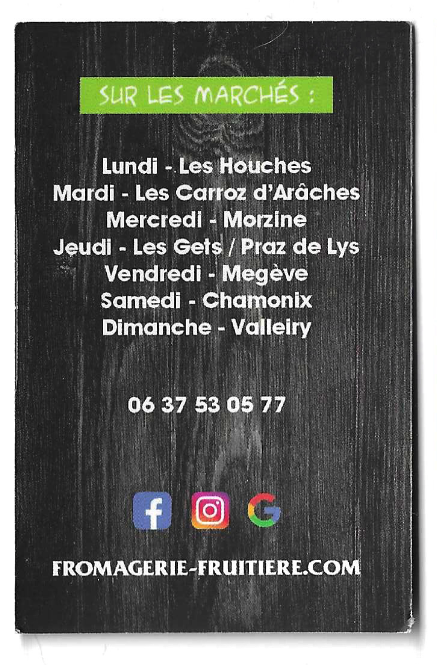 SUR LES MARCHÉS :
Lundi - Les Houches
Mardi - Les Carroz d'Arâches
Mercredi - Morzine
Jeudi - Les Gets / Praz de Lys
Vendredi - Megève
Samedi - Chamonix
Dimanche - Valleiry
06 37 53 05 77
FROMAGERIE-FRUITIERE.COM